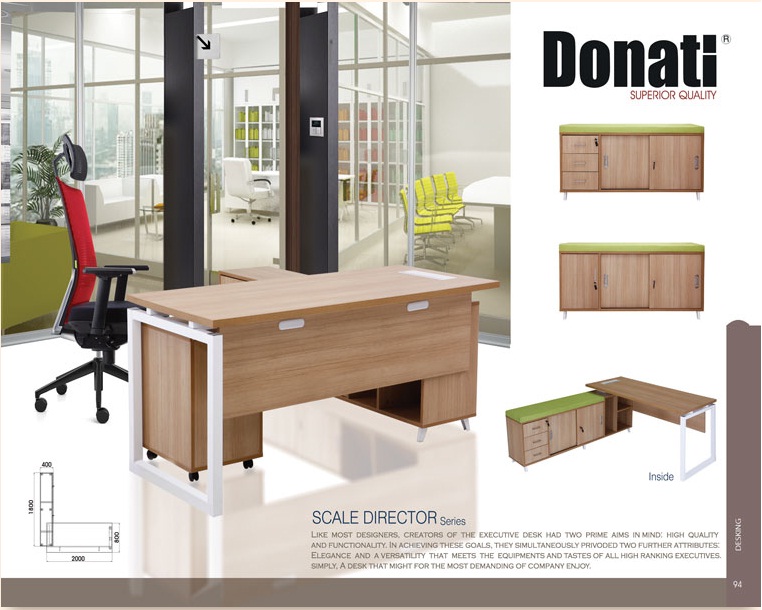 Donati ®
SUPERIOR QUALITY
Inside
400
1600
800
2000
SCALE DIRECTOR Series
LIKE MOST DESIGNERS, CREATORS OF THE EXECUTIVE DESK HAD TWO PRIME AIMS IN MIND: HIGH QUALITY
AND FUNCTIONALITY. IN ACHIEVING THESE GOALS, THEY SIMULTANEOUSLY PRIVODED TWO FURTHER ATTRIBUTES:
ELEGANCE AND A VERSATILITY THAT MEETS THE EQUIPMENTS AND TASTES OF ALL HIGH RANKING EXECUTIVES.
SIMPLY, A DESK THAT MIGHT FOR THE MOST DEMANDING OF COMPANY ENJOY.
DESKING
94